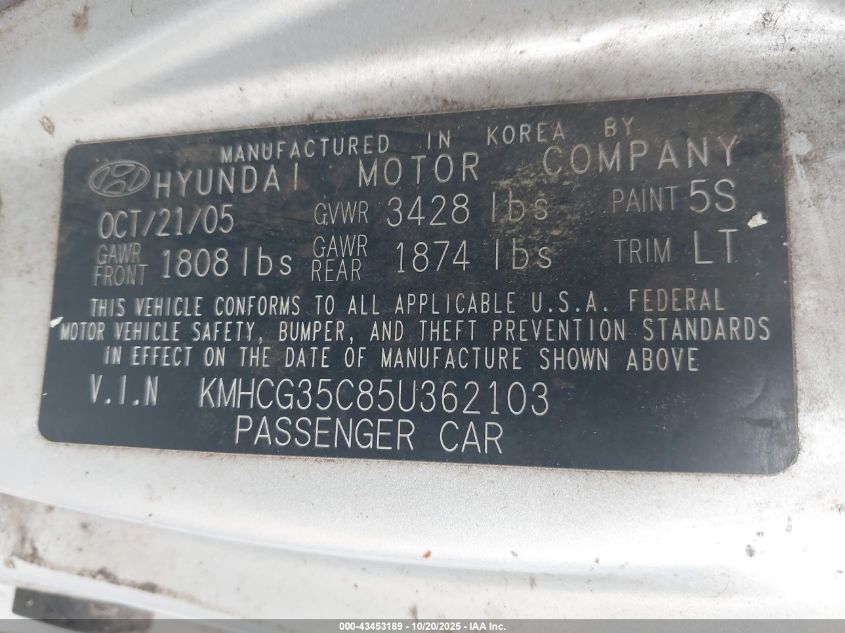 MANUFACTURED IN KOREA BY
HYUNDAI MOTOR COMPANY
OCT/21/05 GVWR 3428 lbs PAINT 5S
GAWR FRONT 1808 lbs GAWR REAR 1874 lbs TRIM LT
THIS VEHICLE CONFORMS TO ALL APPLICABLE U.S.A. FEDERAL
MOTOR VEHICLE SAFETY, BUMPER, AND THEFT PREVENTION STANDARDS
IN EFFECT ON THE DATE OF MANUFACTURE SHOWN ABOVE
V.I.N KMHCG35C85U362103
PASSENGER CAR
000-43453189 - 10/20/2025 - IAA Inc.